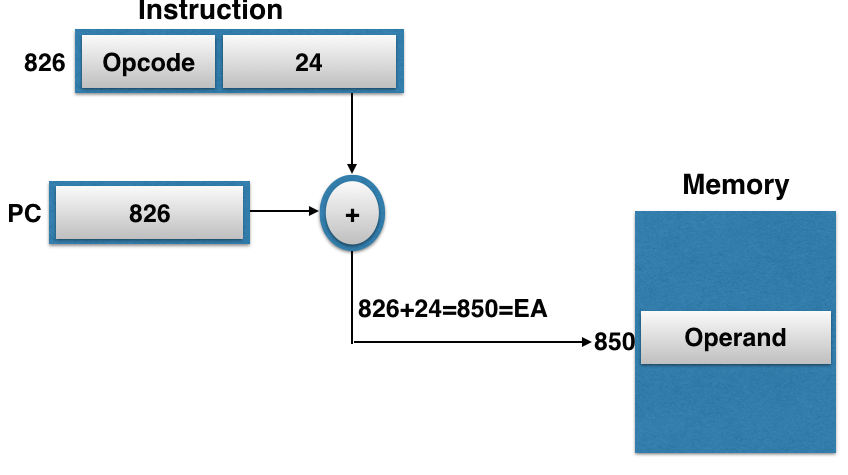 Instruction
826 Opcode 24
PC 826 +
Memory
826+24=850=EA
850 Operand